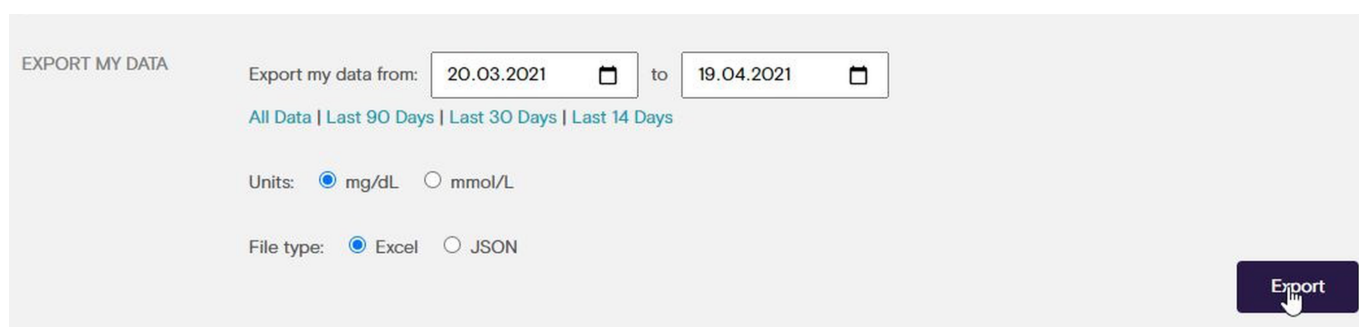 EXPORT MY DATA
Export my data from: 20.03.2021 to 19.04.2021
All Data | Last 90 Days | Last 30 Days | Last 14 Days
Units: mg/dL mmol/L
File type: Excel JSON
Export